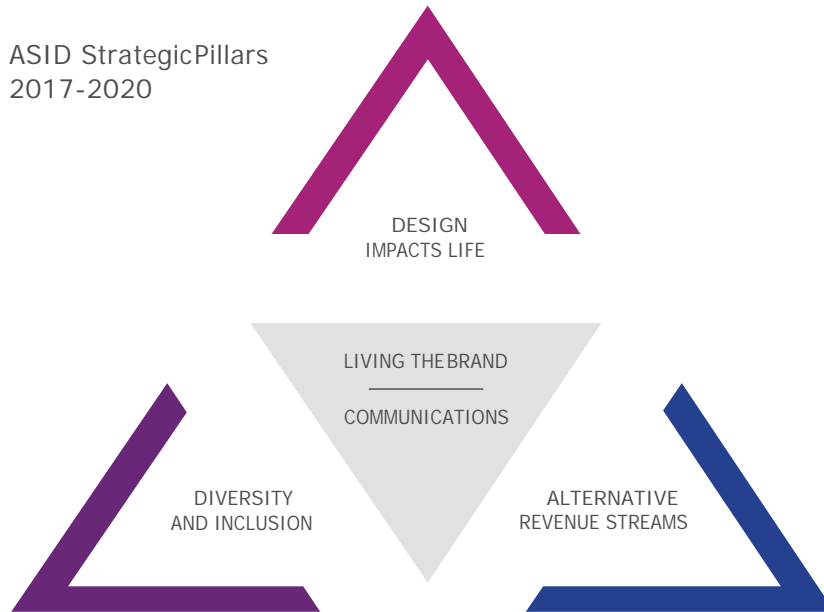 ASID StrategicPillars
2017-2020
DESIGN
IMPACTS LIFE
LIVING THEBRAND
COMMUNICATIONS
DIVERSITY
AND INCLUSION
ALTERNATIVE
REVENUE STREAMS